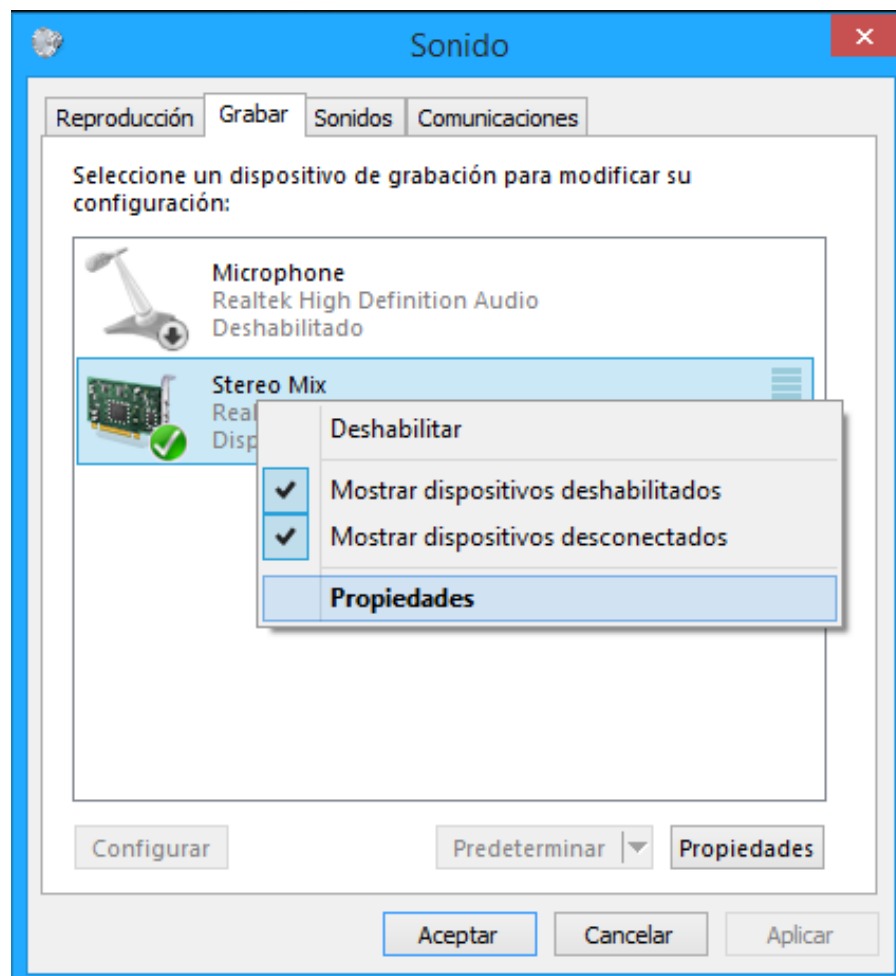 Sonido
Reproducción Grabar Sonidos Comunicaciones
Seleccione un dispositivo de grabación para modificar su
configuración:
Microphone
Realtek High Definition Audio
Deshabilitado
Stereo Mix
Deshabilitar
Mostrar dispositivos deshabilitados
Mostrar dispositivos desconectados
Propiedades
Configurar Predeterminar Propiedades
Aceptar Cancelar Aplicar